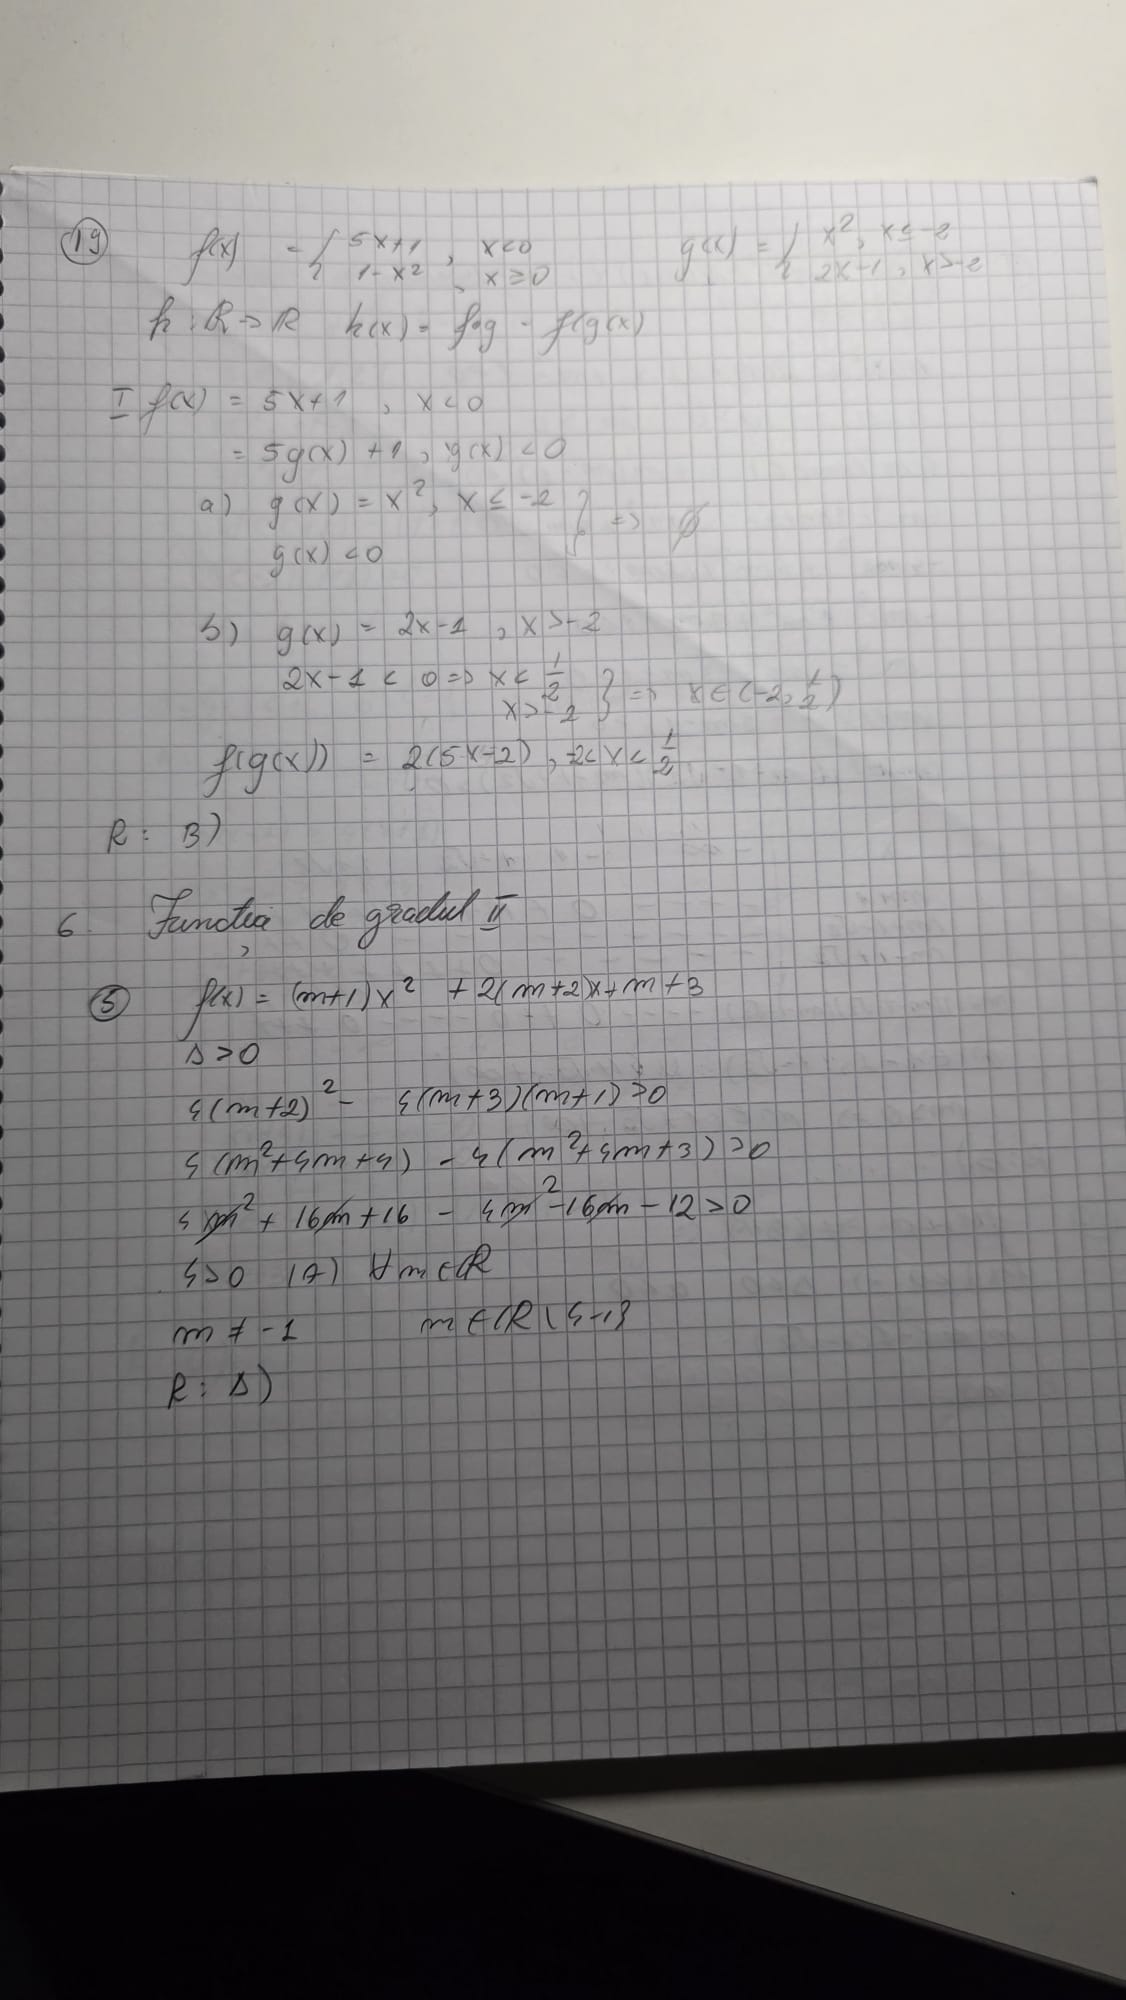 19 f(x) = { 5x+1, x<0 g(x) = { x², x≤-2
1-x², x≥0 2x-1, x>-2
h: R→R h(x) = fog - f(g(x)
I f(x) = 5x+1, x<0
= 5g(x)+1, g(x)<0
a) g(x) = x², x≤-2 } => ∅
g(x)<0
b) g(x) = 2x-1, x>-2
2x-1<0 => x<1/2 } => x∈(-2,1/2)
x>-2
f(g(x)) = 2(5x-2), -2<x<1/2
R: B)
6. Funcția de gradul II
5 f(x) = (m+1)x² + 2(m+2)x+m+3
Δ>0
4(m+2)² - 4(m+3)(m+1)>0
4(m²+4m+4) - 4(m²+4m+3)>0
4m²+16m+16 - 4m²-16m-12>0
4>0 (A) ∀m∈R
m≠-1 m∈R\{-1}
R: Δ)